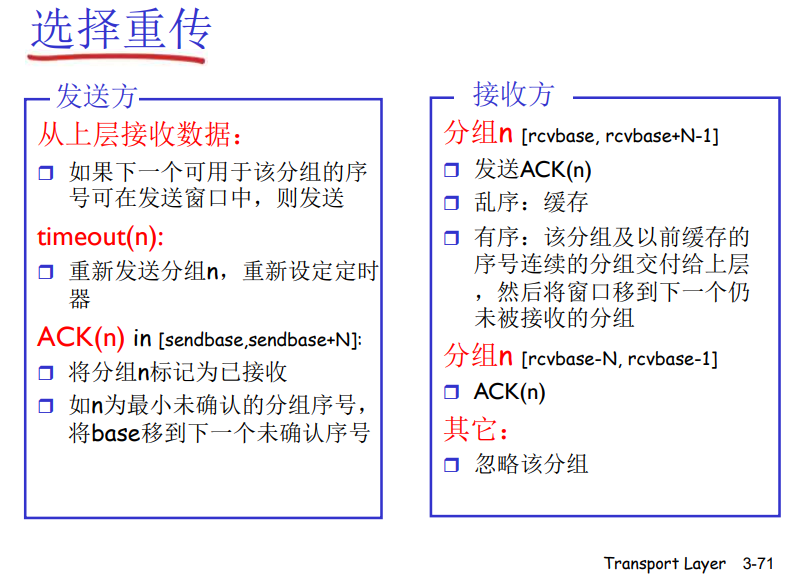 选择重传
发送方
从上层接收数据：
❒ 如果下一个可用于该分组的序
号可在发送窗口中，则发送
timeout(n):
❒ 重新发送分组n，重新设定定时
器
ACK(n) in [sendbase,sendbase+N]:
❒ 将分组n标记为已接收
❒ 如n为最小未确认的分组序号，
将base移到下一个未确认序号
接收方
分组n [rcvbase, rcvbase+N-1]
❒ 发送ACK(n)
❒ 乱序：缓存
❒ 有序：该分组及以前缓存的
序号连续的分组交付给上层
，然后将窗口移到下一个仍
未被接收的分组
分组n [rcvbase-N, rcvbase-1]
❒ ACK(n)
其它：
❒ 忽略该分组
Transport Layer 3-71